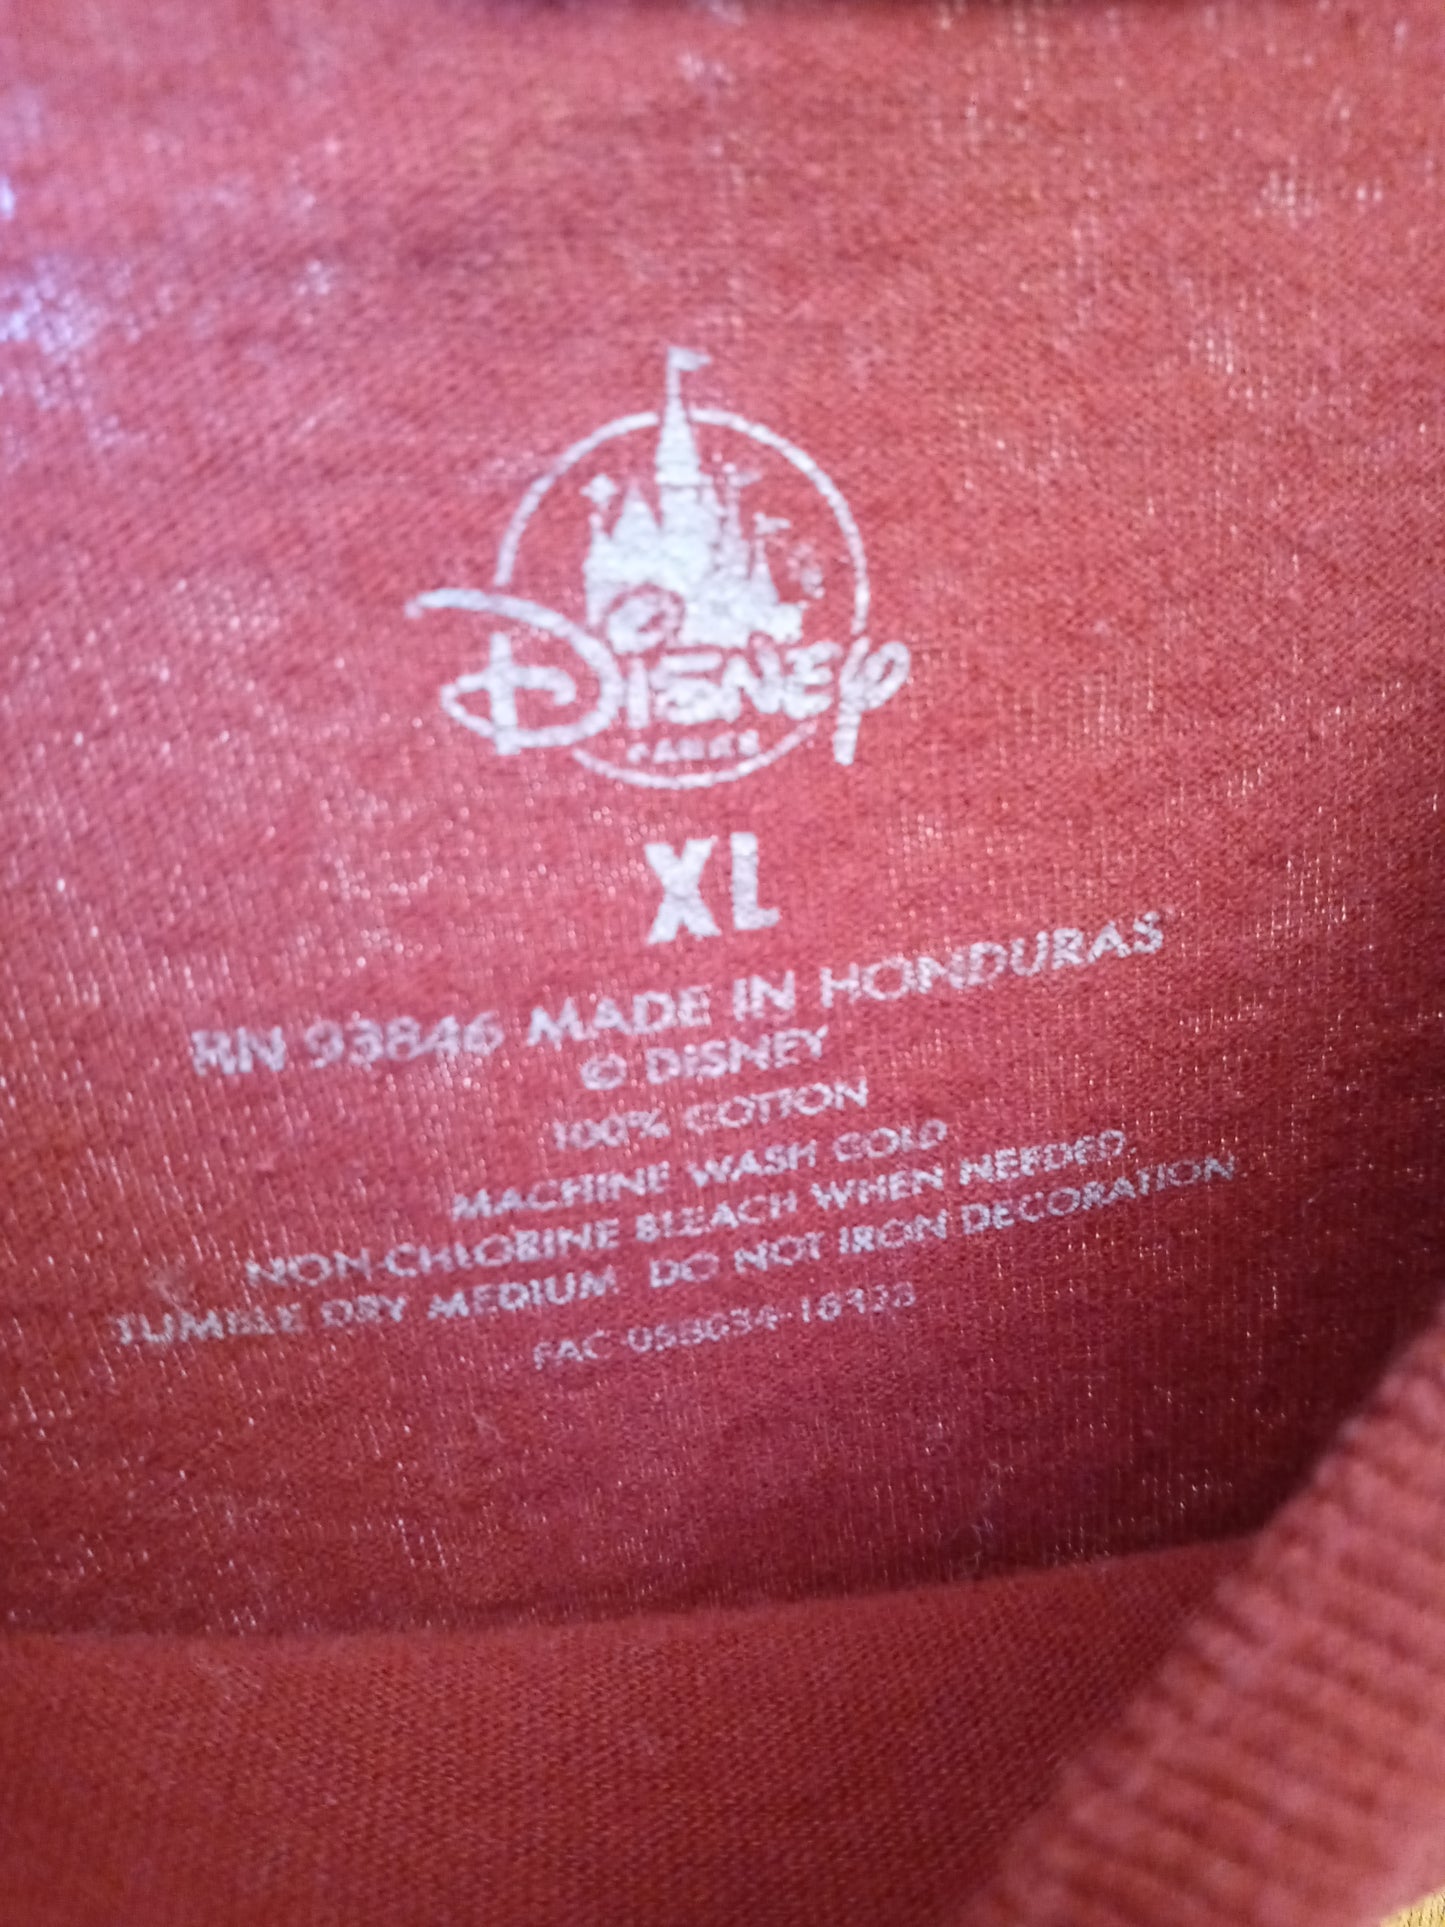 Disney
PARKS
XL
RN 93846 MADE IN HONDURAS
© DISNEY
100% COTTON
MACHINE WASH COLD
NON-CHLORINE BLEACH WHEN NEEDED
TUMBLE DRY MEDIUM DO NOT IRON DECORATION
FAC